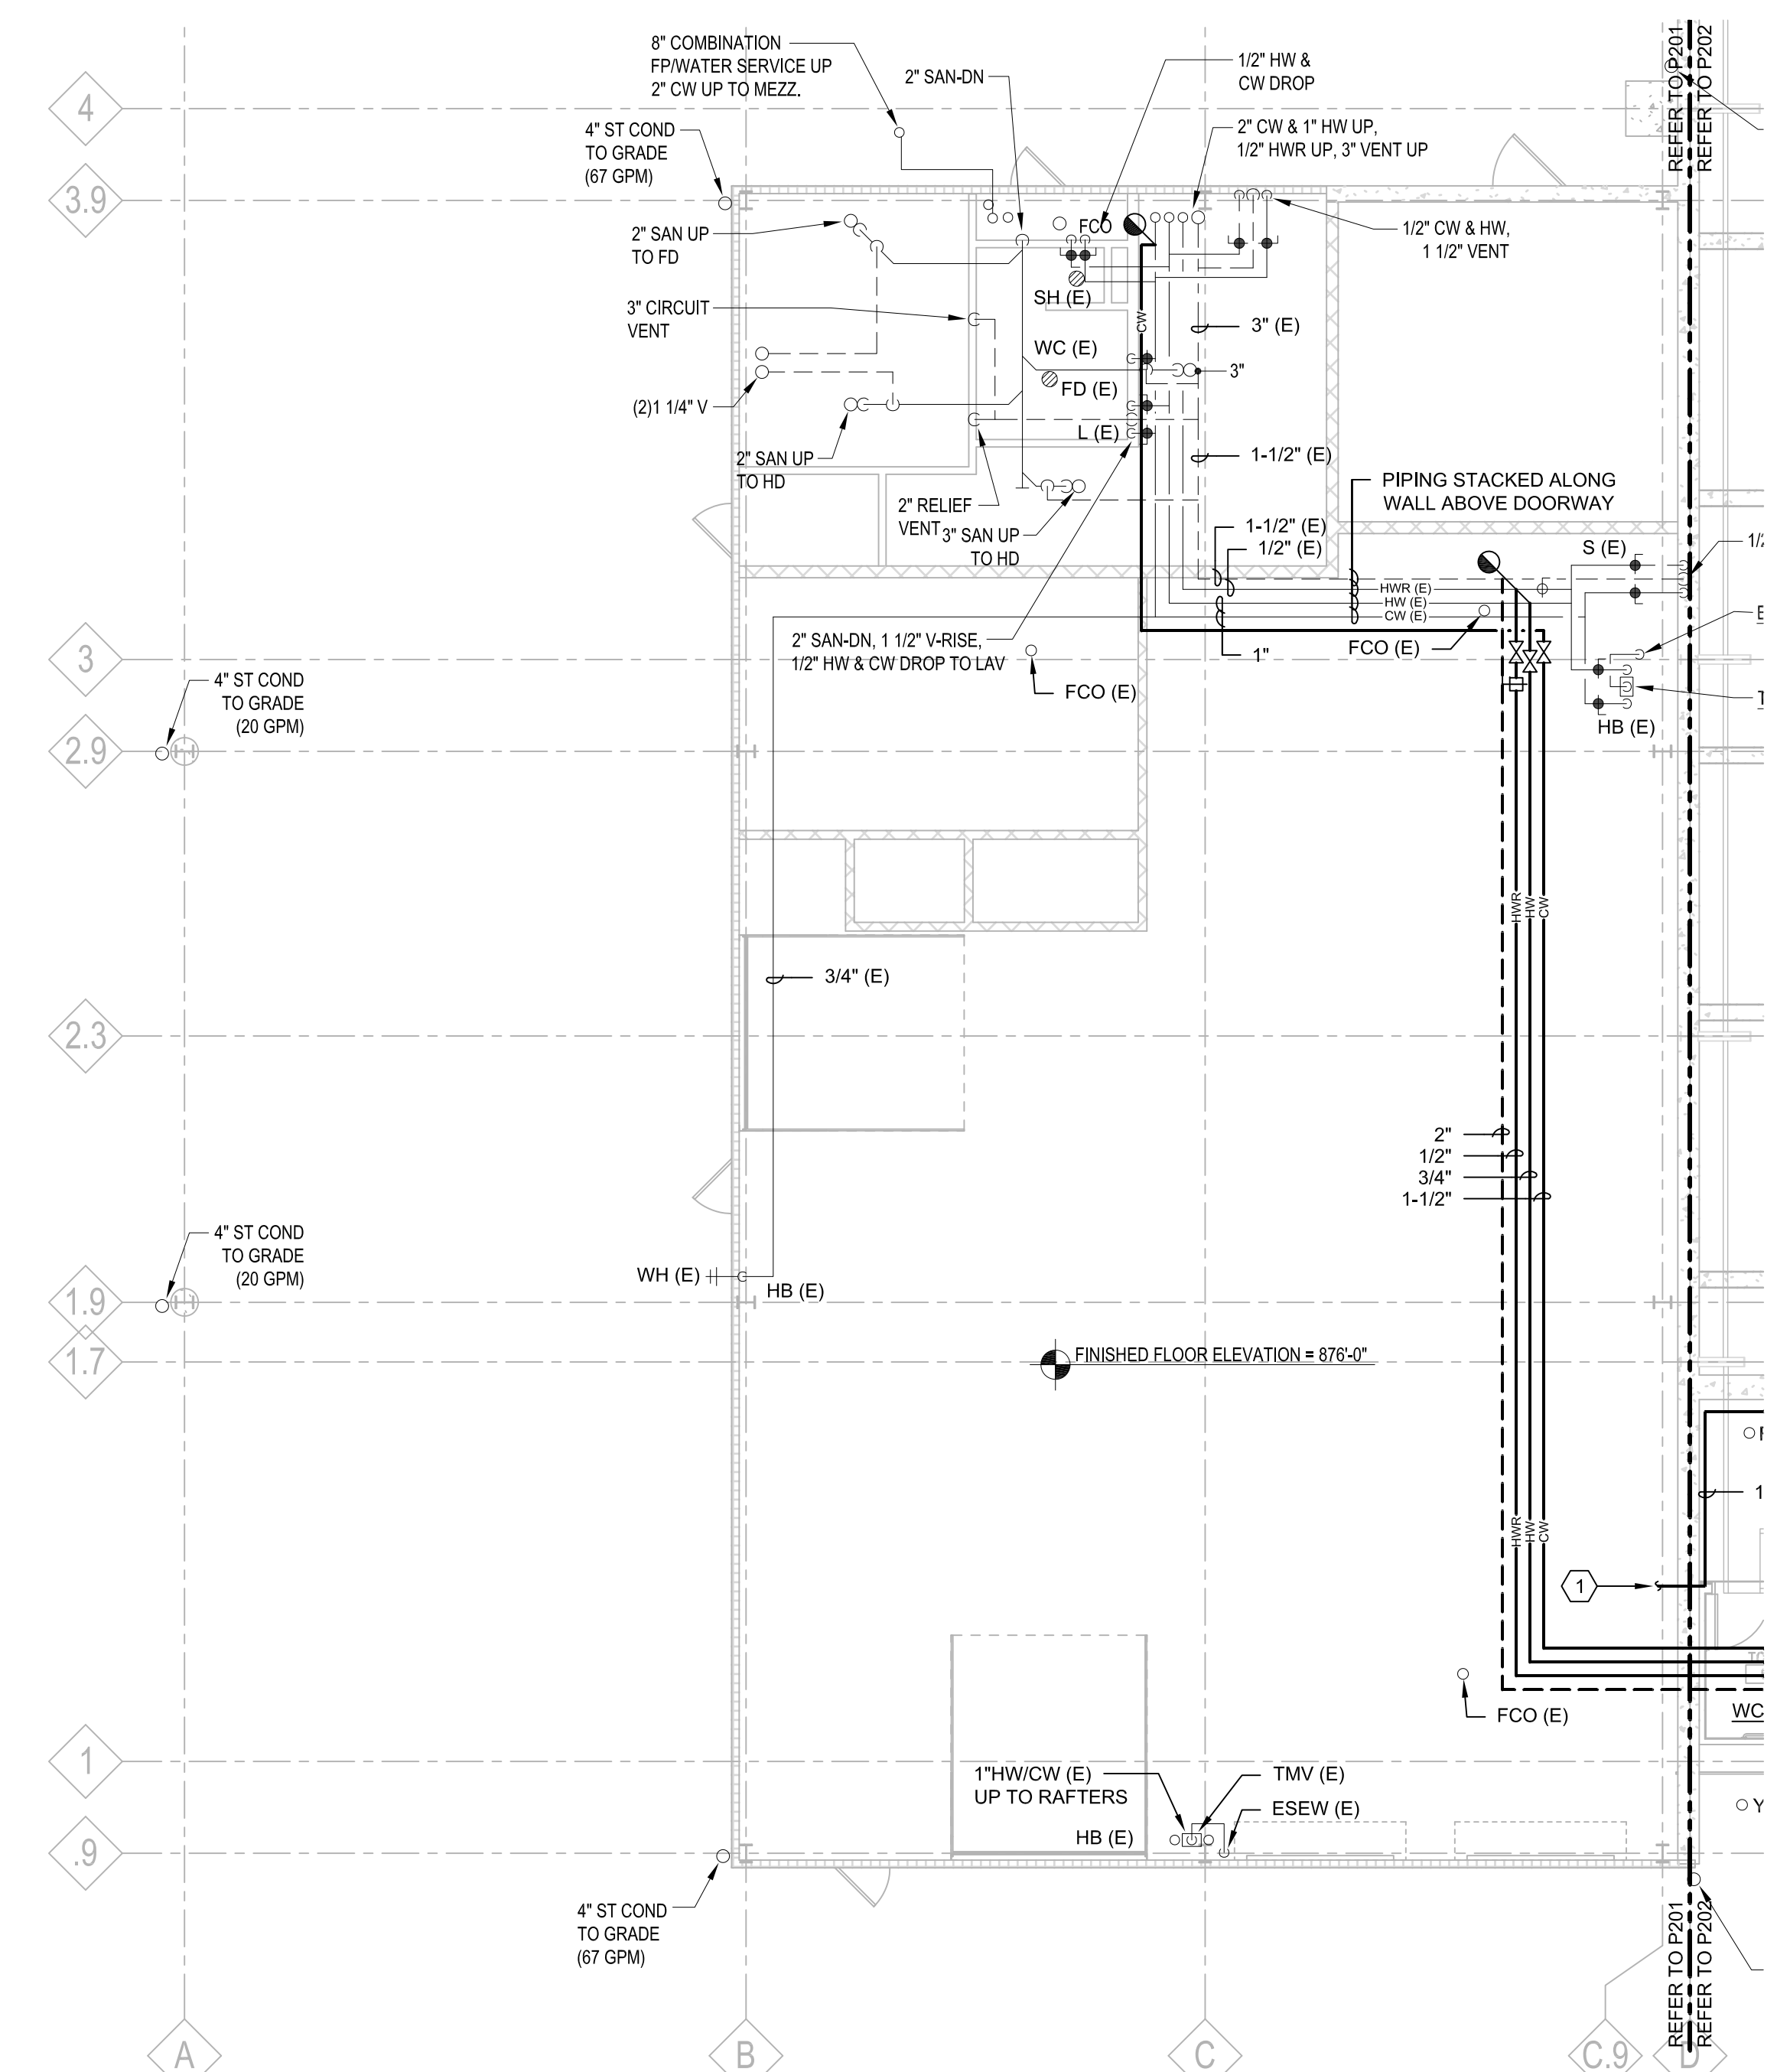 8" COMBINATION
FP/WATER SERVICE UP
2" CW UP TO MEZZ.
2" SAN-DN
1/2" HW &
CW DROP
REFER TO P201
REFER TO P202
4
4" ST COND
TO GRADE
(67 GPM)
2" CW & 1" HW UP,
1/2" HWR UP, 3" VENT UP
3.9
2" SAN UP
TO FD
FCO
1/2" CW & HW,
1 1/2" VENT
SH (E)
3" CIRCUIT
VENT
CW
3" (E)
WC (E)
3"
FD (E)
(2)1 1/4" V
L (E)
2" SAN UP
TO HD
1-1/2" (E)
PIPING STACKED ALONG
WALL ABOVE DOORWAY
2" RELIEF
VENT
3" SAN UP
TO HD
1-1/2" (E)
1/2" (E)
S (E)
HWR (E)
HW (E)
CW (E)
2" SAN-DN, 1 1/2" V-RISE,
1/2" HW & CW DROP TO LAV
1"
FCO (E)
3
4" ST COND
TO GRADE
(20 GPM)
FCO (E)
HB (E)
2.9
HWR
HW
CW
3/4" (E)
2.3
2"
1/2"
3/4"
1-1/2"
4" ST COND
TO GRADE
(20 GPM)
WH (E)
HB (E)
1.9
FINISHED FLOOR ELEVATION = 876'-0"
1.7
HWR
HW
CW
1
FCO (E)
WC
1
1"HW/CW (E)
UP TO RAFTERS
TMV (E)
ESEW (E)
HB (E)
.9
4" ST COND
TO GRADE
(67 GPM)
REFER TO P201
REFER TO P202
A
B
C
C.9
D